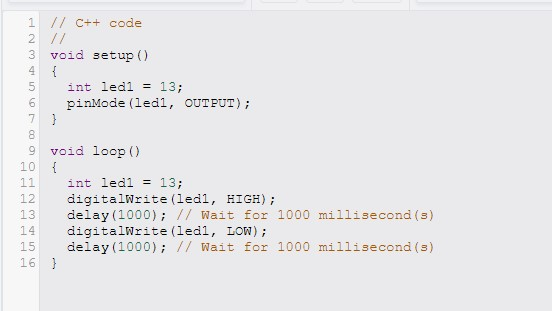 1 // C++ code
2 //
3 void setup()
4 {
5   int led1 = 13;
6   pinMode(led1, OUTPUT);
7 }
8
9 void loop()
10 {
11   int led1 = 13;
12   digitalWrite(led1, HIGH);
13   delay(1000); // Wait for 1000 millisecond(s)
14   digitalWrite(led1, LOW);
15   delay(1000); // Wait for 1000 millisecond(s)
16 }